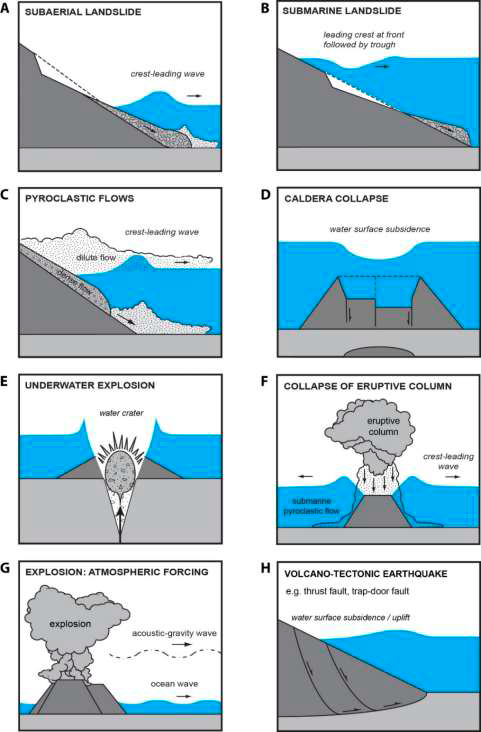 A
SUBAERIAL LANDSLIDE
crest-leading wave
B
SUBMARINE LANDSLIDE
leading crest at front
followed by trough
C
PYROCLASTIC FLOWS
crest-leading wave
dilute flow
dense flow
D
CALDERA COLLAPSE
water surface subsidence
E
UNDERWATER EXPLOSION
water crater
F
COLLAPSE OF ERUPTIVE COLUMN
eruptive
column
crest-leading
wave
submarine
pyroclastic flow
G
EXPLOSION: ATMOSPHERIC FORCING
explosion
acoustic-gravity wave
ocean wave
H
VOLCANO-TECTONIC EARTHQUAKE
e.g. thrust fault, trap-door fault
water surface subsidence / uplift